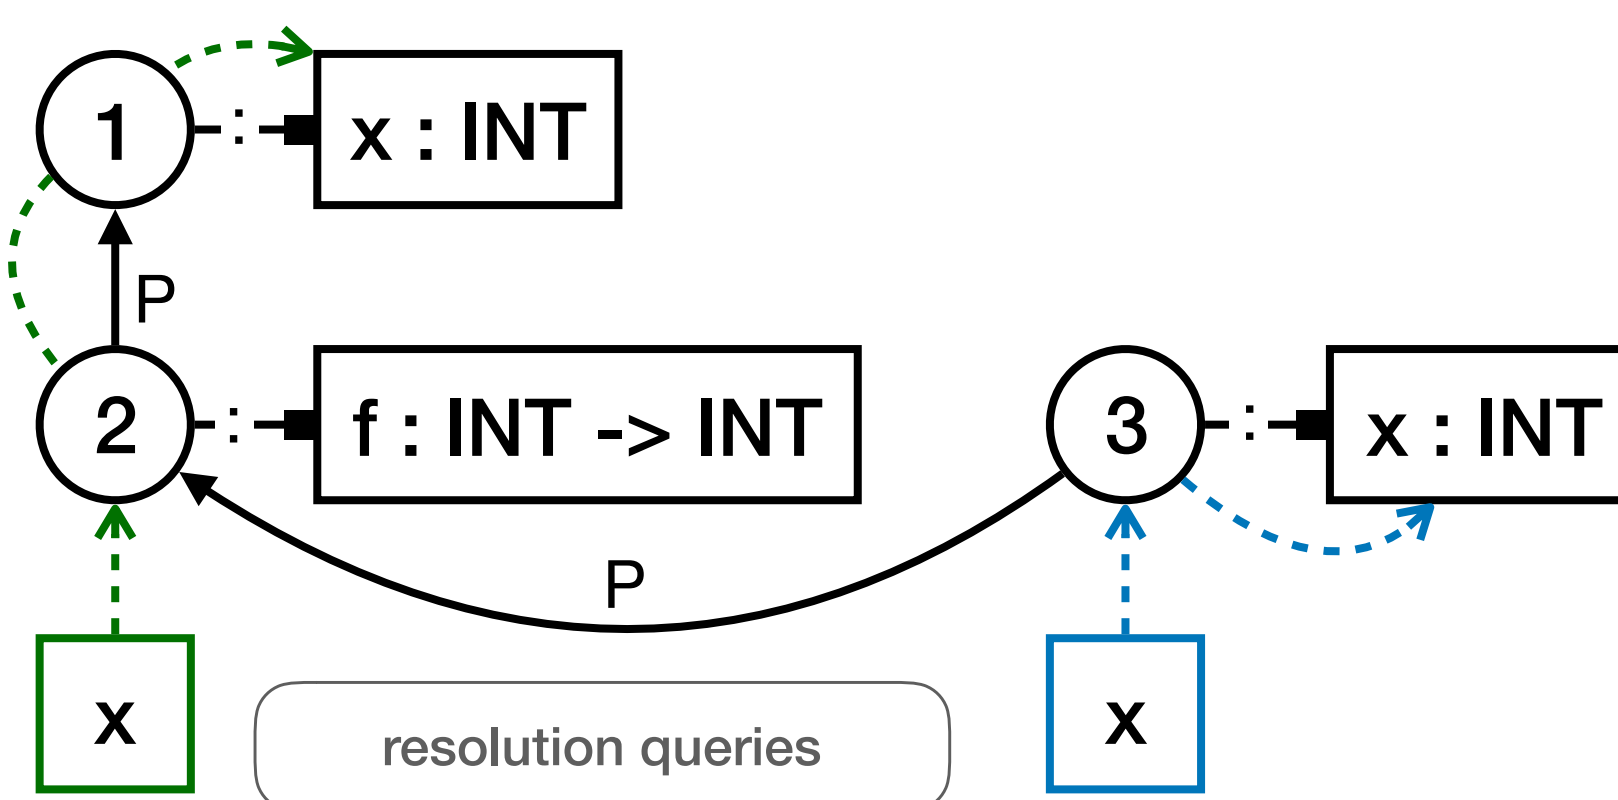 1
:
x : INT
P
2
:
f : INT -> INT
3
:
x : INT
P
x
resolution queries
x